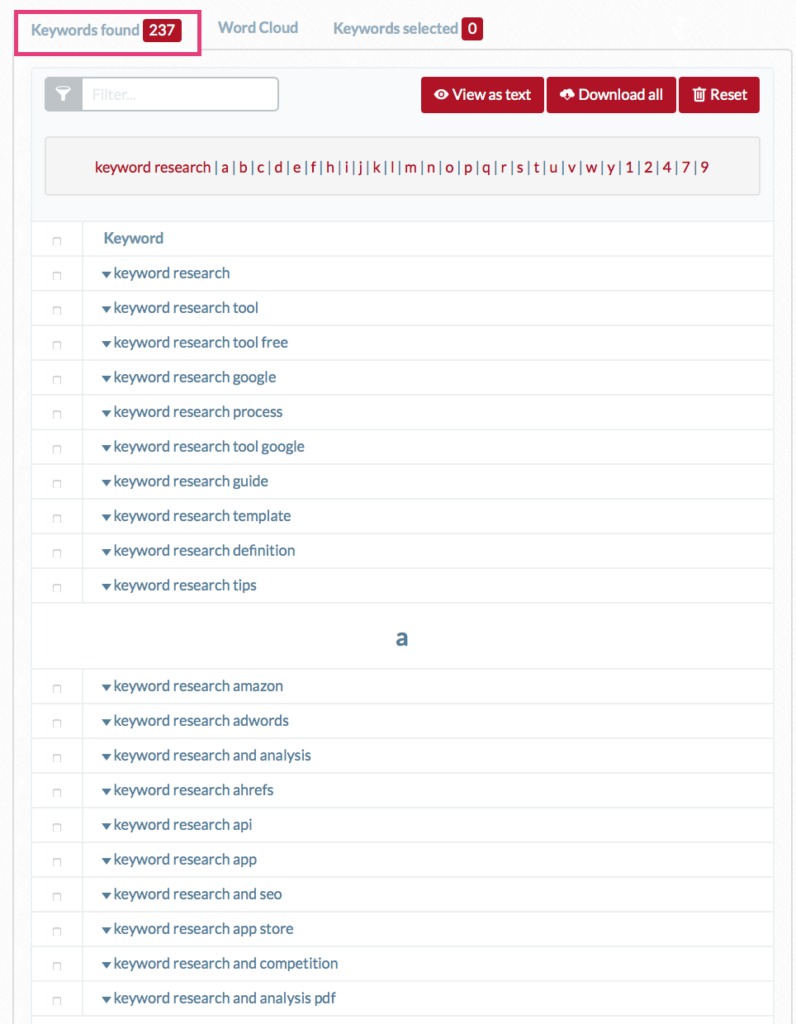 Keywords found 237 Word Cloud Keywords selected 0
Filter... View as text Download all Reset
keyword research | a | b | c | d | e | f | h | i | j | k | l | m | n | o | p | q | r | s | t | u | v | w | y | 1 | 2 | 4 | 7 | 9
Keyword
keyword research
keyword research tool
keyword research tool free
keyword research google
keyword research process
keyword research tool google
keyword research guide
keyword research template
keyword research definition
keyword research tips
a
keyword research amazon
keyword research adwords
keyword research and analysis
keyword research ahrefs
keyword research api
keyword research app
keyword research and seo
keyword research app store
keyword research and competition
keyword research and analysis pdf